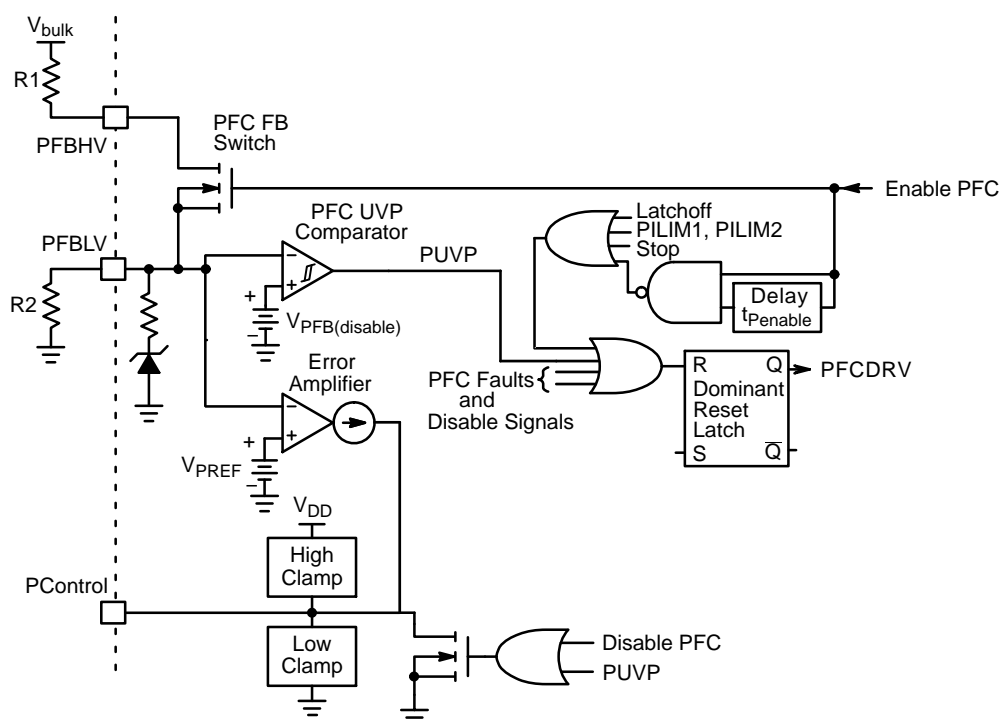 V_bulk
R1
PFBHV
PFC FB
Switch
Enable PFC
Latchoff
PILIM1, PILIM2
Stop
PFBLV
PFC UVP
Comparator
PUVP
Delay
t_Penable
R2
−
+
+
−
V_PFB(disable)
Error
Amplifier
PFC Faults
and
Disable Signals
R
Q
Dominant
Reset
Latch
S
Q̅
PFCDRV
−
+
+
−
V_PREF
V_DD
High
Clamp
PControl
Low
Clamp
Disable PFC
PUVP